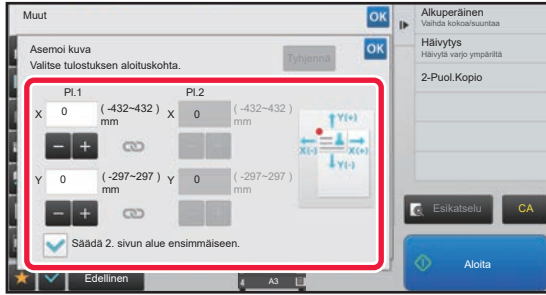 Muut
OK
Asemoi kuva
Valitse tulostuksen aloituskohta.
Tyhjennä
OK
Pl.1
Pl.2
X 0 ( -432~432 ) mm
X 0 ( -432~432 ) mm
Y(+)
X(-) X(+)
Y(-)
Y 0 ( -297~297 ) mm
Y 0 ( -297~297 ) mm
Säädä 2. sivun alue ensimmäiseen.
Edellinen
A3
Alkuperäinen
Vaihda kokoa/suuntaa
Häivytys
Häivytä varjo ympäriltä
2-Puol.Kopio
Esikatselu
CA
Aloita